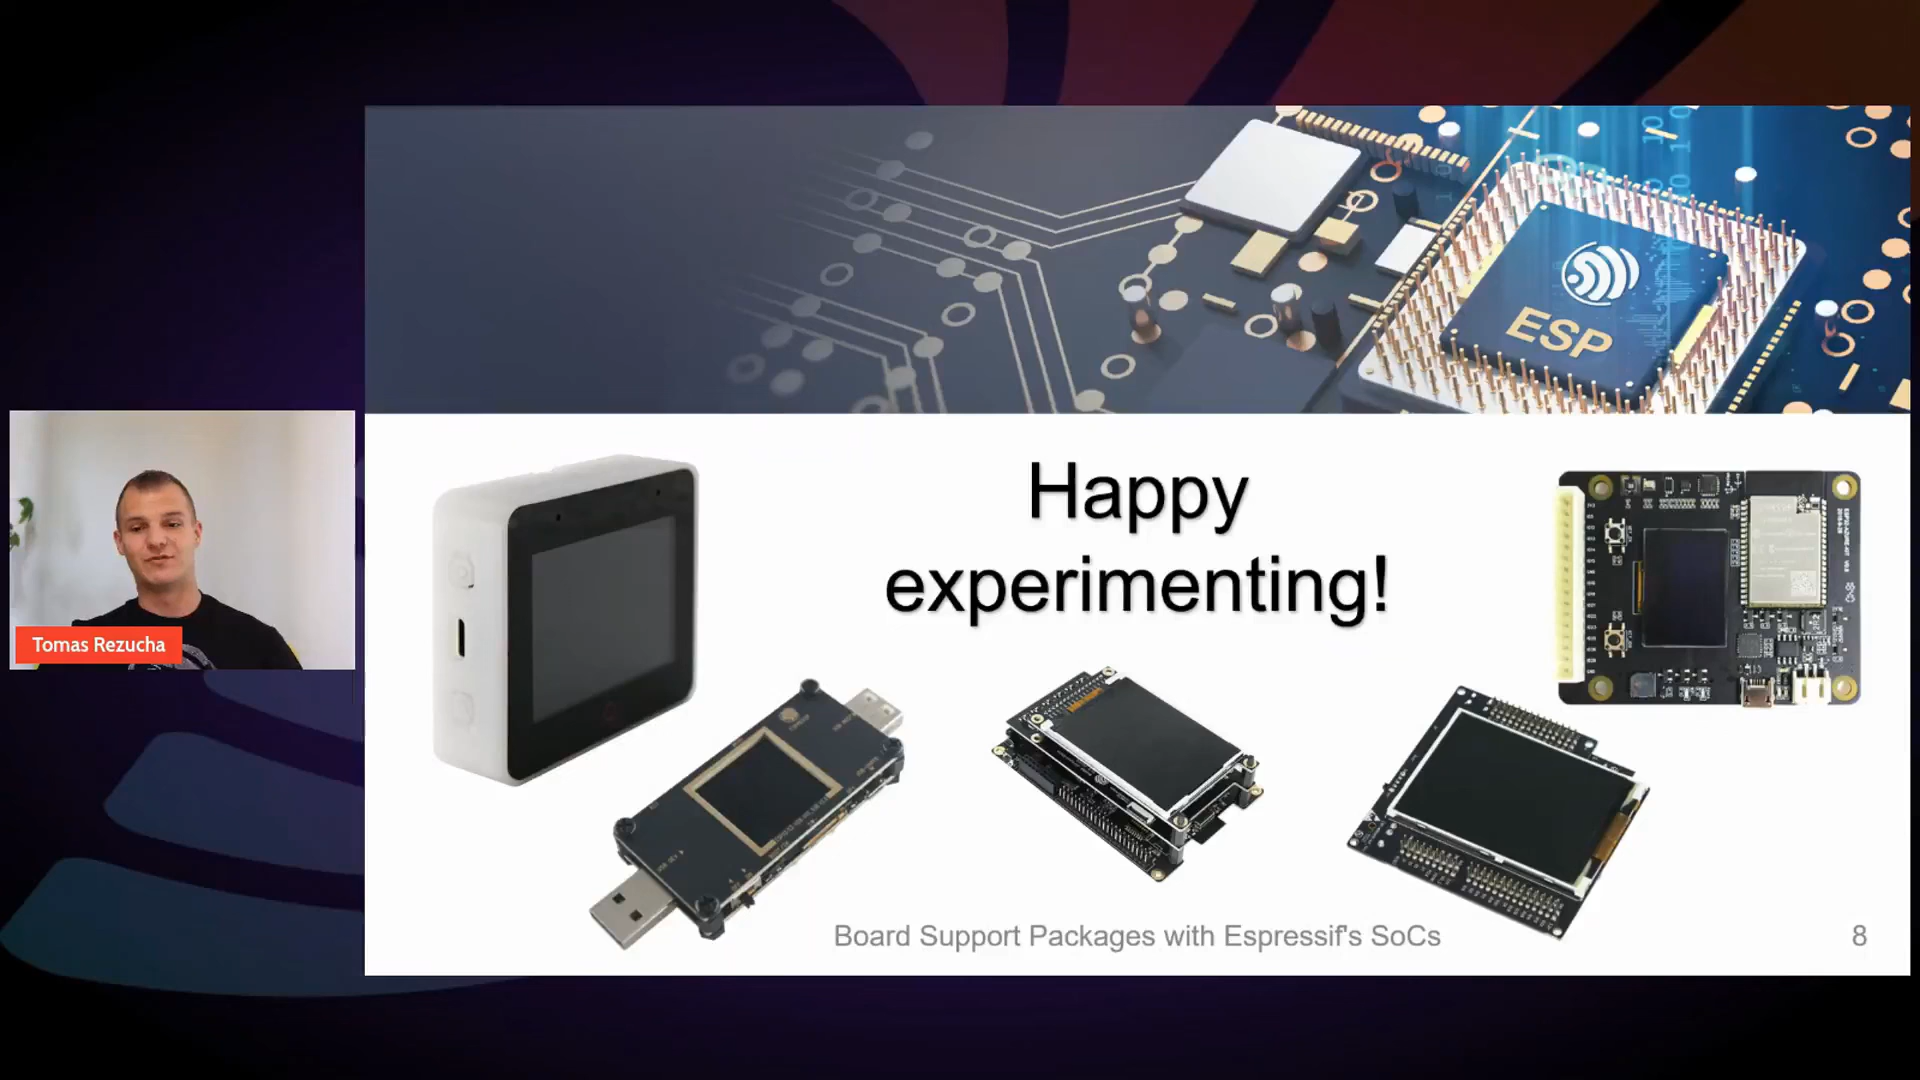 ESP
Happy
experimenting!
Tomas Rezucha
Board Support Packages with Espressif's SoCs
8